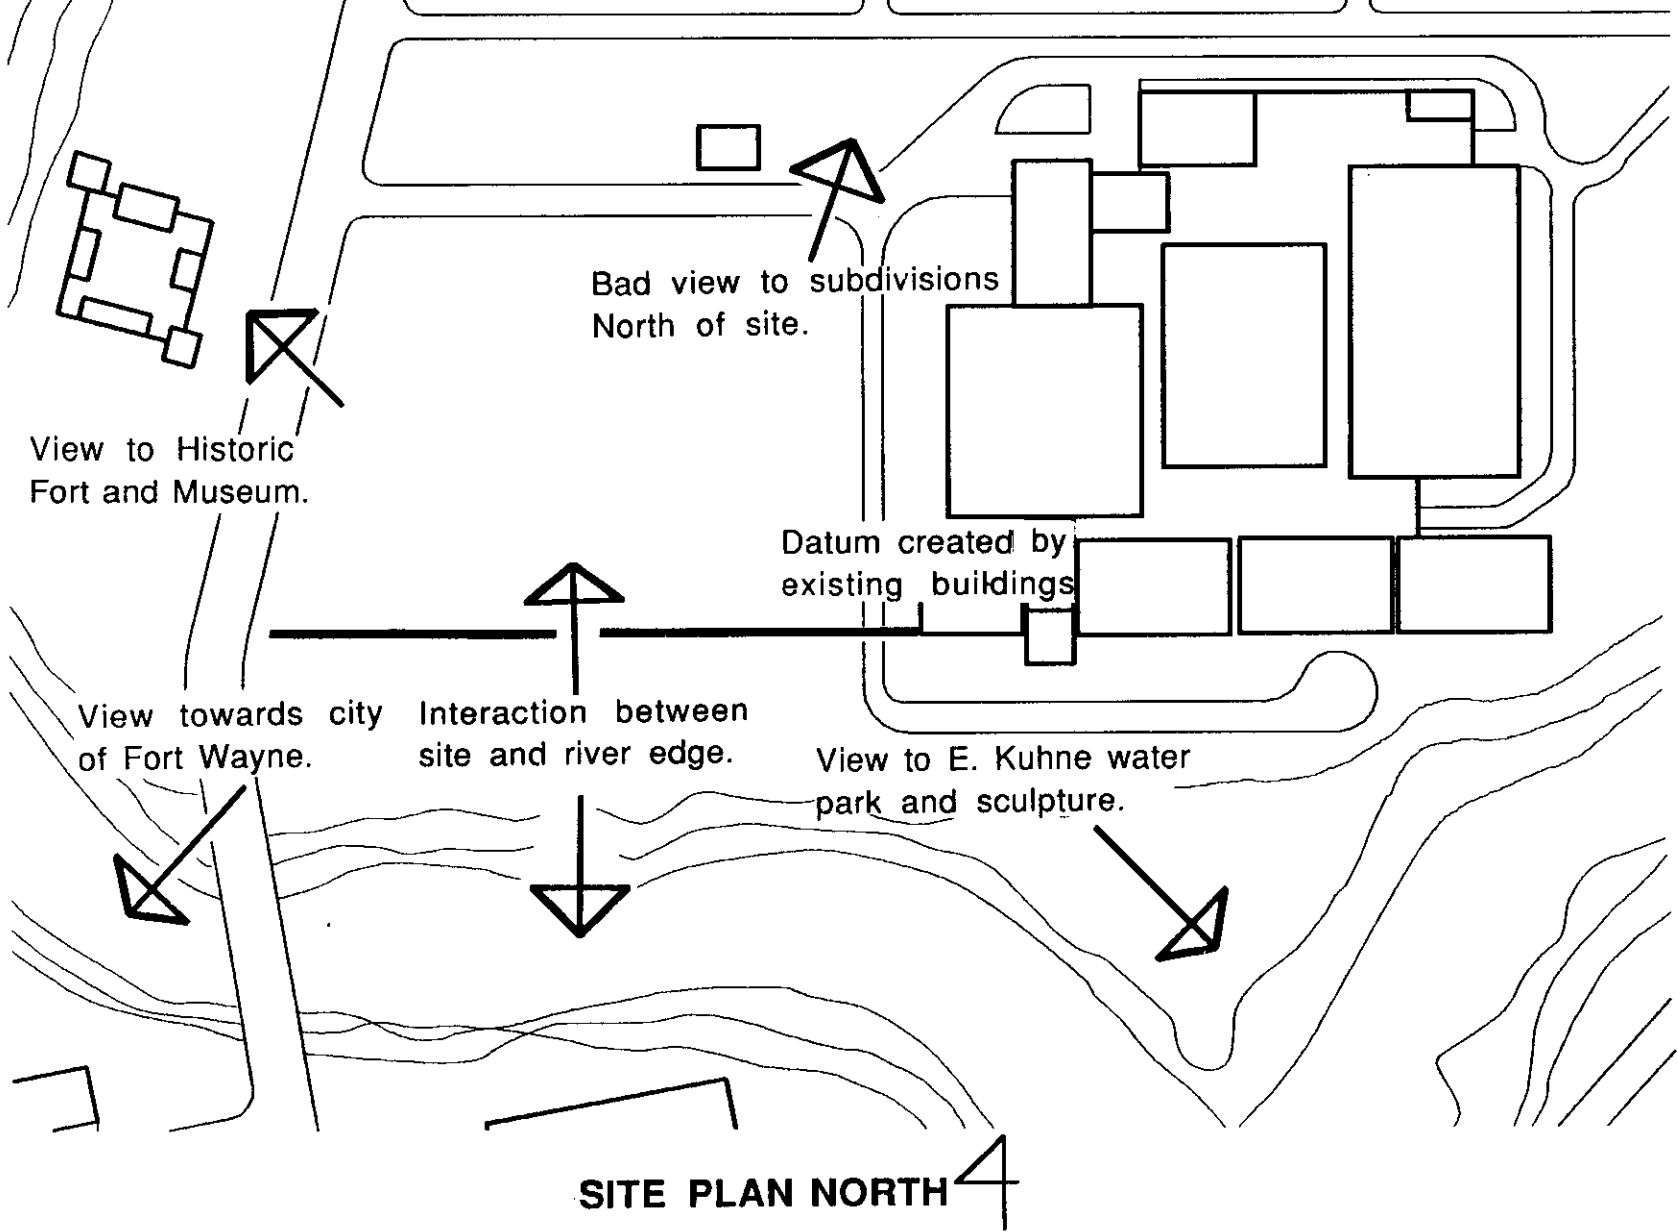 Bad view to subdivisions
North of site.
View to Historic
Fort and Museum.
Datum created by
existing buildings
View towards city
of Fort Wayne.
Interaction between
site and river edge.
View to E. Kuhne water
park and sculpture.
SITE PLAN NORTH